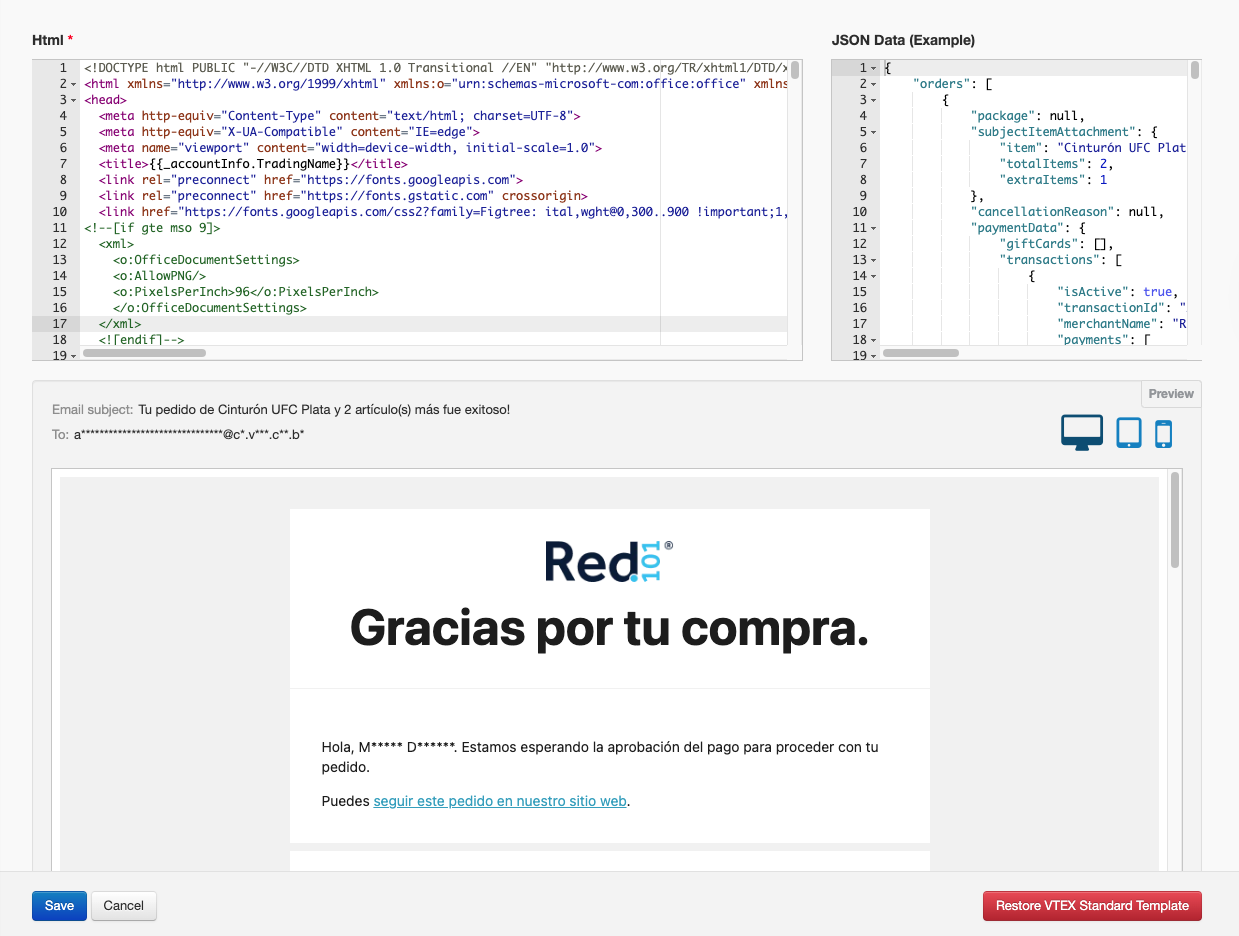 Html *
1 <!DOCTYPE html PUBLIC "-//W3C//DTD XHTML 1.0 Transitional //EN" "http://www.w3.org/TR/xhtml1/DTD/x
2 <html xmlns="http://www.w3.org/1999/xhtml" xmlns:o="urn:schemas-microsoft-com:office:office" xmlns
3 <head>
4 <meta http-equiv="Content-Type" content="text/html; charset=UTF-8">
5 <meta http-equiv="X-UA-Compatible" content="IE=edge">
6 <meta name="viewport" content="width=device-width, initial-scale=1.0">
7 <title>{{_accountInfo.TradingName}}</title>
8 <link rel="preconnect" href="https://fonts.googleapis.com">
9 <link rel="preconnect" href="https://fonts.gstatic.com" crossorigin>
10 <link href="https://fonts.googleapis.com/css2?family=Figtree: ital,wght@0,300..900 !important;1,
11 <!--[if gte mso 9]>
12 <xml>
13 <o:OfficeDocumentSettings>
14 <o:AllowPNG/>
15 <o:PixelsPerInch>96</o:PixelsPerInch>
16 </o:OfficeDocumentSettings>
17 </xml>
18 <![endif]-->
19
JSON Data (Example)
1 {
2 "orders": [
3 {
4 "package": null,
5 "subjectItemAttachment": {
6 "item": "Cinturón UFC Plat
7 "totalItems": 2,
8 "extraItems": 1
9 },
10 "cancellationReason": null,
11 "paymentData": {
12 "giftCards": [],
13 "transactions": [
14 {
15 "isActive": true,
16 "transactionId": "
17 "merchantName": "R
18 "payments": [
19
Preview
Email subject: Tu pedido de Cinturón UFC Plata y 2 artículo(s) más fue exitoso!
To: a*******************************@c*.v***.c**.b*
Red.101®
Gracias por tu compra.
Hola, M***** D******. Estamos esperando la aprobación del pago para proceder con tu
pedido.
Puedes seguir este pedido en nuestro sitio web.
Save
Cancel
Restore VTEX Standard Template